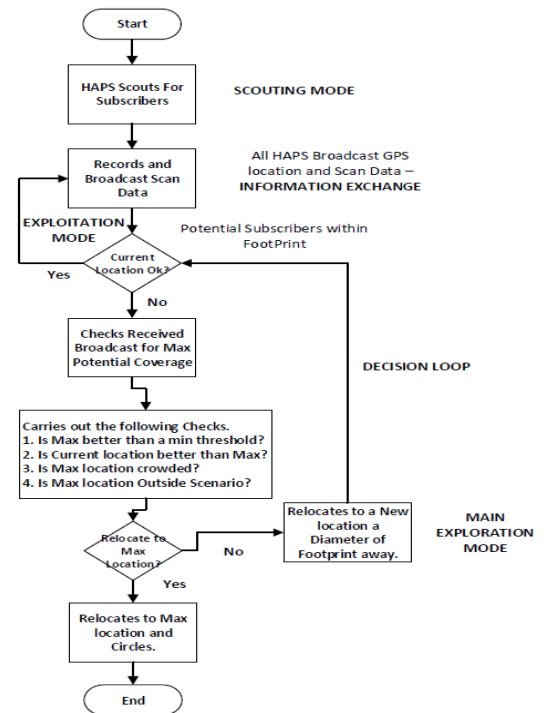 Start
HAPS Scouts For
Subscribers
SCOUTING MODE
Records and
Broadcast Scan
Data
All HAPS Broadcast GPS
location and Scan Data –
INFORMATION EXCHANGE
EXPLOITATION
MODE
Potential Subscribers within
FootPrint
Current
Location Ok?
Yes
No
Checks Received
Broadcast for Max
Potential Coverage
DECISION LOOP
Carries out the following Checks.
1. Is Max better than a min threshold?
2. Is Current location better than Max?
3. Is Max location crowded?
4. Is Max location Outside Scenario?
Relocate to
Max
Location?
No
Relocates to a New
location a
Diameter of
Footprint away.
MAIN
EXPLORATION
MODE
Yes
Relocates to Max
location and
Circles.
End